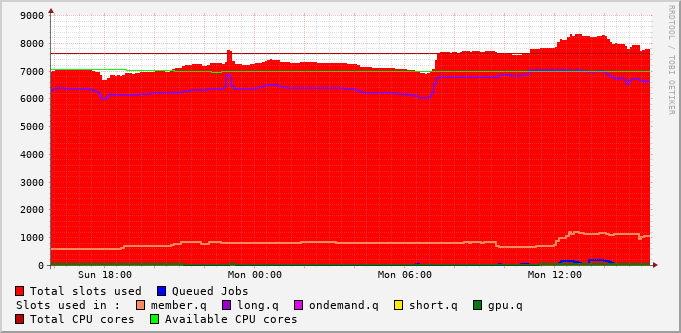 RRDTOOL / TOBI OETIKER
9000
8000
7000
6000
5000
4000
3000
2000
1000
0
Sun 18:00 Mon 00:00 Mon 06:00 Mon 12:00
Total slots used Queued Jobs
Slots used in : member.q long.q ondemand.q short.q gpu.q
Total CPU cores Available CPU cores